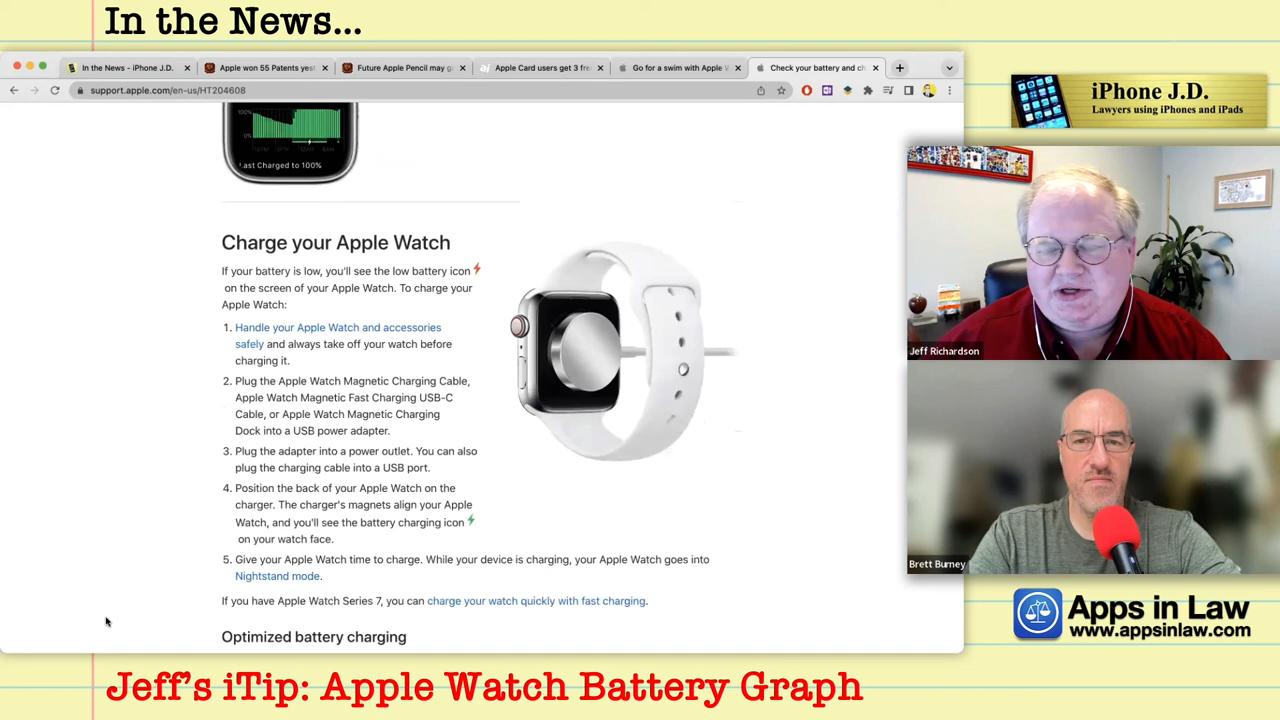 In the News...
In the News - iPhone J.D.
Apple won 55 Patents yest
Future Apple Pencil may g
Apple Card users get 3 fre
Go for a swim with Apple W
Check your battery and ch
support.apple.com/en-us/HT204608
iPhone J.D.
Lawyers using iPhones and iPads
100%
0%
Last Charged to 100%
Charge your Apple Watch
If your battery is low, you'll see the low battery icon
on the screen of your Apple Watch. To charge your
Apple Watch:
1. Handle your Apple Watch and accessories
safely and always take off your watch before
charging it.
2. Plug the Apple Watch Magnetic Charging Cable,
Apple Watch Magnetic Fast Charging USB-C
Cable, or Apple Watch Magnetic Charging
Dock into a USB power adapter.
3. Plug the adapter into a power outlet. You can also
plug the charging cable into a USB port.
4. Position the back of your Apple Watch on the
charger. The charger's magnets align your Apple
Watch, and you'll see the battery charging icon
on your watch face.
5. Give your Apple Watch time to charge. While your device is charging, your Apple Watch goes into
Nightstand mode.
If you have Apple Watch Series 7, you can charge your watch quickly with fast charging.
Optimized battery charging
Jeff Richardson
Brett Burney
Apps in Law
www.appsinlaw.com
Jeff's iTip: Apple Watch Battery Graph